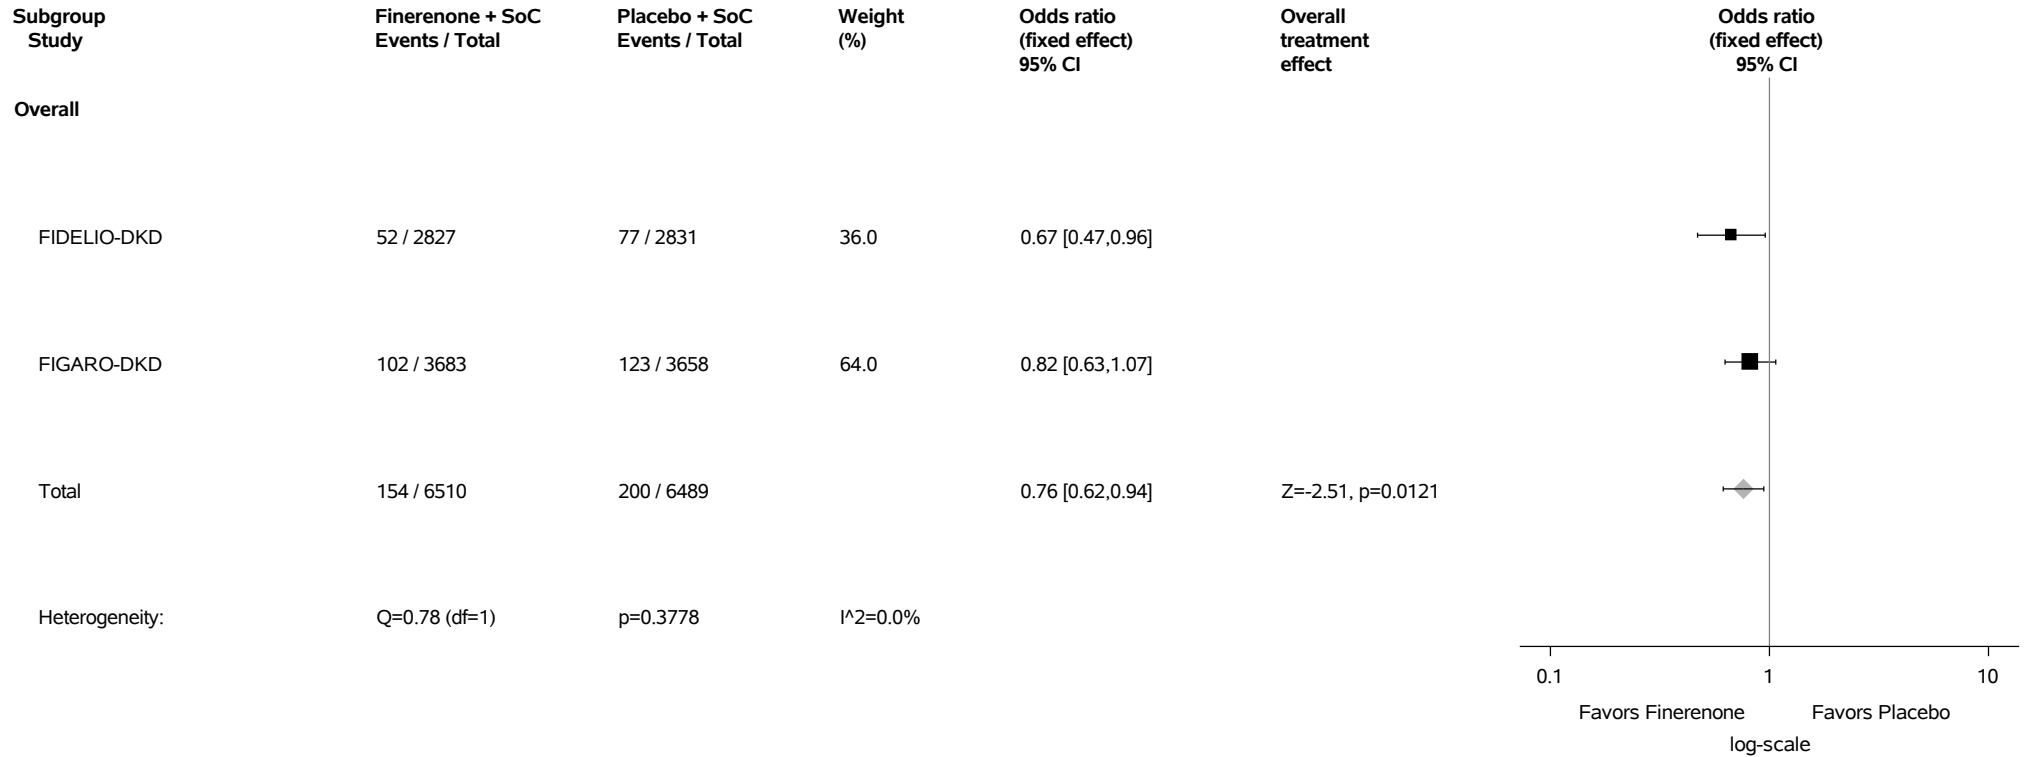 Subgroup Finerenone + SoC Placebo + SoC Weight Odds ratio Overall Odds ratio
Study Events / Total Events / Total (%) (fixed effect) treatment (fixed effect)
95% CI effect 95% CI
Overall
FIDELIO-DKD 52 / 2827 77 / 2831 36.0 0.67 [0.47,0.96]
FIGARO-DKD 102 / 3683 123 / 3658 64.0 0.82 [0.63,1.07]
Total 154 / 6510 200 / 6489 0.76 [0.62,0.94] Z=-2.51, p=0.0121
Heterogeneity: Q=0.78 (df=1) p=0.3778 I^2=0.0%
0.1 1 10
Favors Finerenone Favors Placebo
log-scale